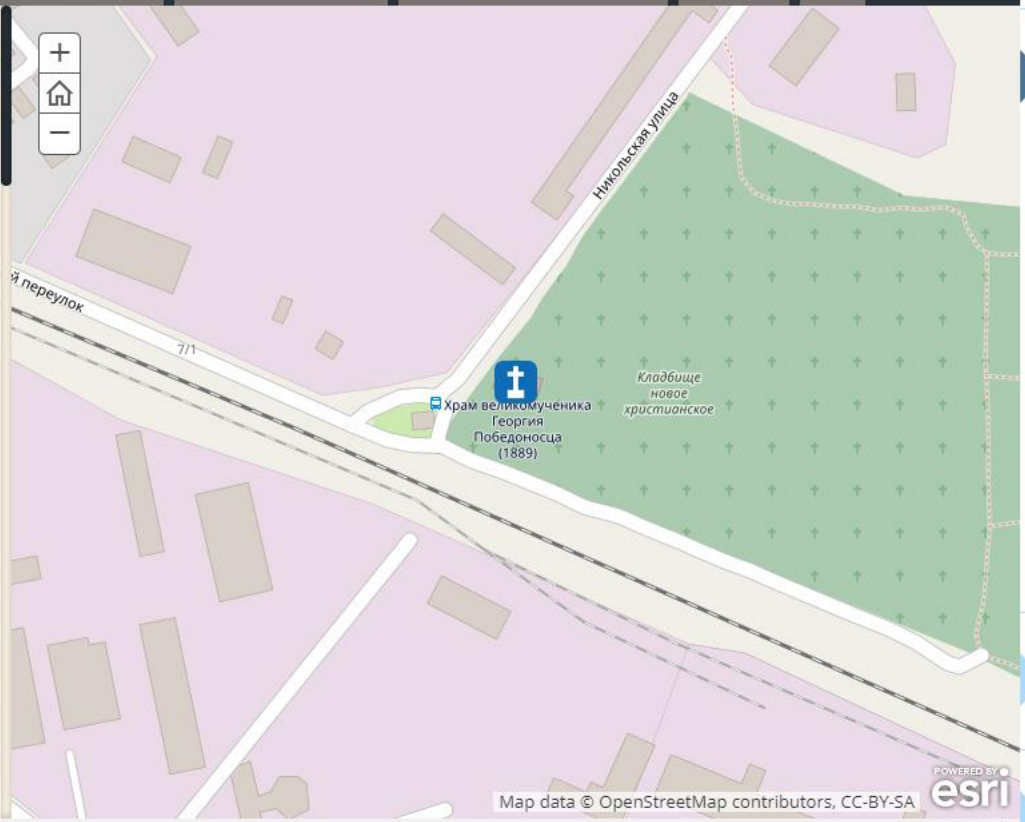 +
−
Никольская улица
й переулок
7/1
Храм великомученика
Георгия
Победоносца
(1889)
Кладбище
новое
христианское
POWERED BY
esri
Map data © OpenStreetMap contributors, CC-BY-SA